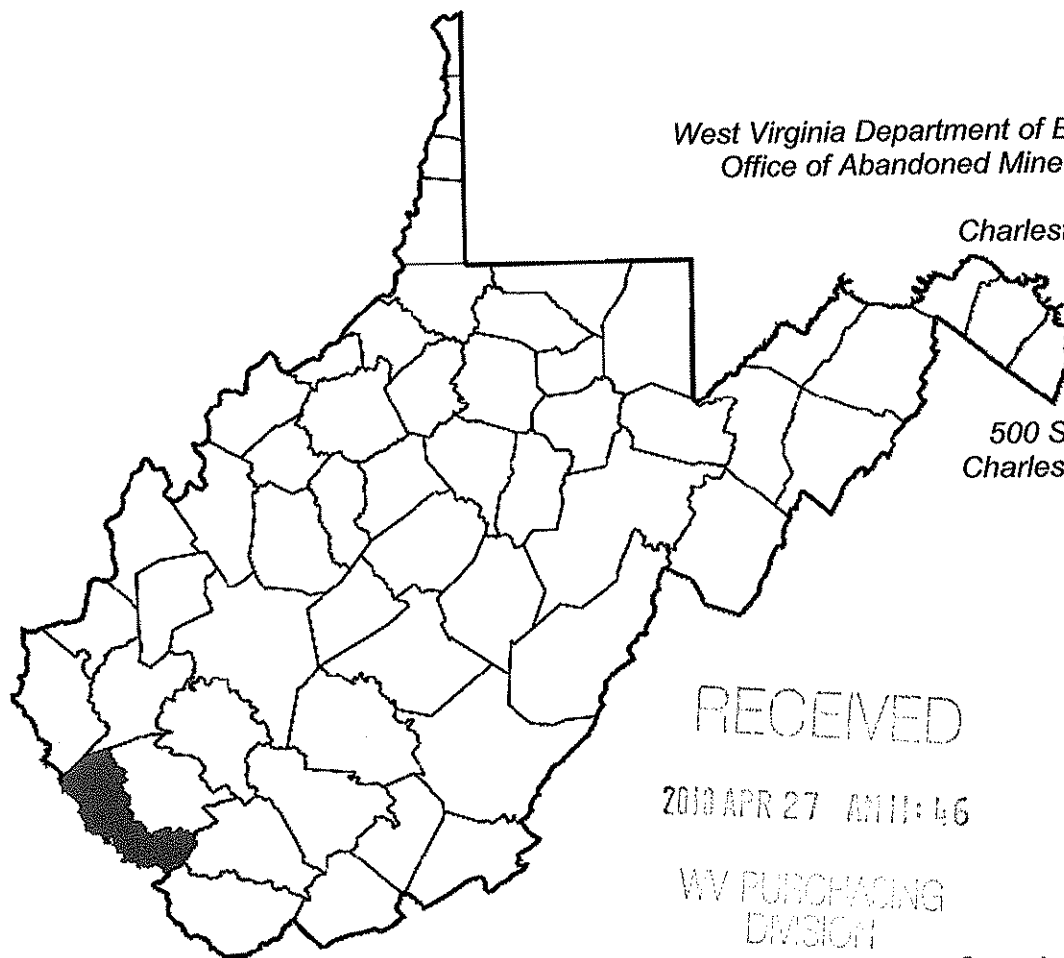 West Virginia Department of E
Office of Abandoned Mine
Charles
500 S
Charles
RECEIVED
2010 APR 27 AM 11:46
WV PURCHASING
DIVISION